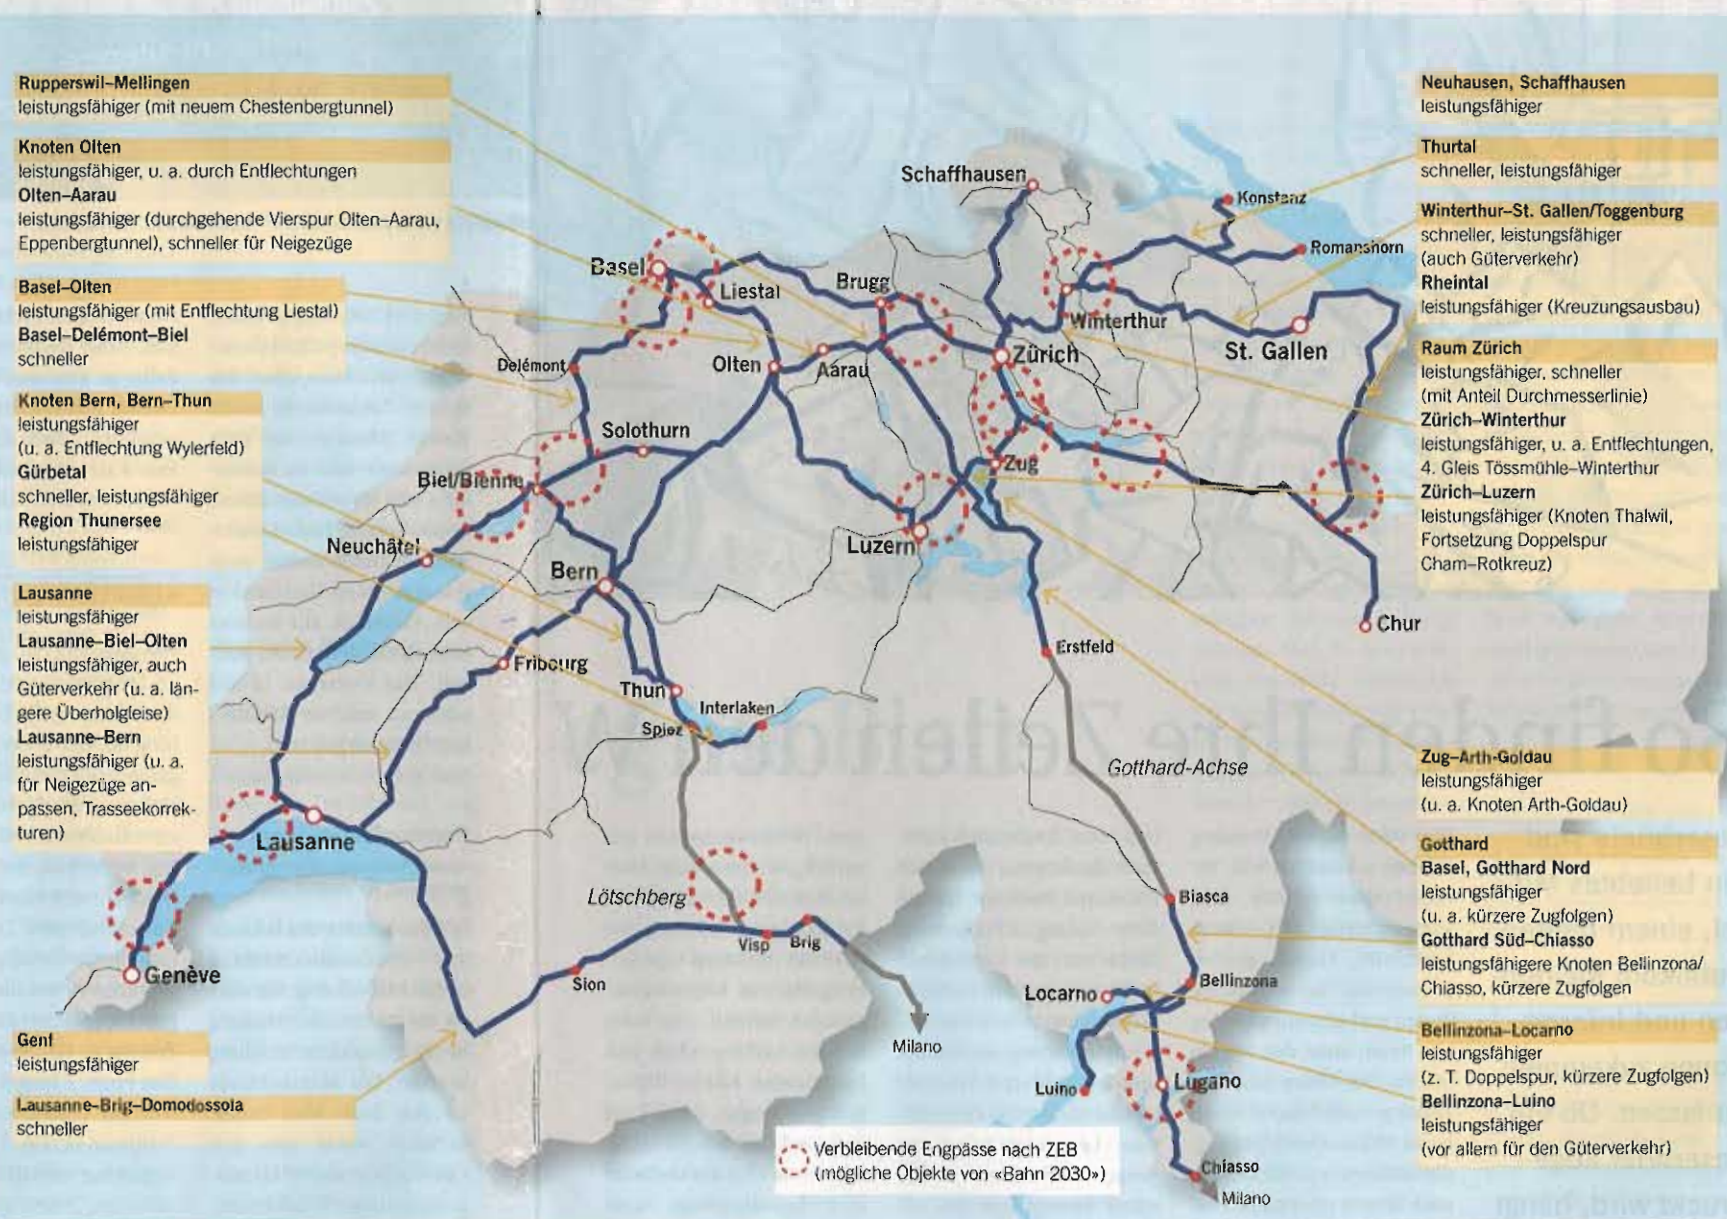 Rupperswil–Mellingen
leistungsfähiger (mit neuem Chestenbergtunnel)
Knoten Olten
leistungsfähiger, u. a. durch Entflechtungen
Olten–Aarau
leistungsfähiger (durchgehende Vierspur Olten–Aarau,
Eppenbergtunnel), schneller für Neigezüge
Basel–Olten
leistungsfähiger (mit Entflechtung Liestal)
Basel–Delémont–Biel
schneller
Knoten Bern, Bern–Thun
leistungsfähiger
(u. a. Entflechtung Wylerfeld)
Gürbetal
schneller, leistungsfähiger
Region Thunersee
leistungsfähiger
Lausanne
leistungsfähiger
Lausanne–Biel–Olten
leistungsfähiger, auch
Güterverkehr (u. a. län-
gere Überholgleise)
Lausanne–Bern
leistungsfähiger (u. a.
für Neigezüge an-
passen, Trasseekorrek-
turen)
Genf
leistungsfähiger
Lausanne–Brig–Domodossola
schneller
Schaffhausen
Konstanz
Romanshorn
Basel
Liestal
Brugg
Winterthur
Delémont
Olten
Aarau
Zürich
St. Gallen
Solothurn
Biel/Bienne
Zug
Neuchâtel
Luzern
Bern
Chur
Fribourg
Erstfeld
Thun
Interlaken
Spiez
Gotthard-Achse
Lausanne
Lötschberg
Biasca
Visp
Brig
Genève
Sion
Locarno
Bellinzona
Milano
Luino
Lugano
Chiasso
Milano
Verbleibende Engpässe nach ZEB
(mögliche Objekte von «Bahn 2030»)
Neuhausen, Schaffhausen
leistungsfähiger
Thurtal
schneller, leistungsfähiger
Winterthur–St. Gallen/Toggenburg
schneller, leistungsfähiger
(auch Güterverkehr)
Rheintal
leistungsfähiger (Kreuzungsausbau)
Raum Zürich
leistungsfähiger, schneller
(mit Anteil Durchmesserlinie)
Zürich–Winterthur
leistungsfähiger, u. a. Entflechtungen,
4. Gleis Tössmühle–Winterthur
Zürich–Luzern
leistungsfähiger (Knoten Thalwil,
Fortsetzung Doppelspur
Cham–Rotkreuz)
Zug–Arth-Goldau
leistungsfähiger
(u. a. Knoten Arth-Goldau)
Gotthard
Basel, Gotthard Nord
leistungsfähiger
(u. a. kürzere Zugfolgen)
Gotthard Süd–Chiasso
leistungsfähigere Knoten Bellinzona/
Chiasso, kürzere Zugfolgen
Bellinzona–Locarno
leistungsfähiger
(z. T. Doppelspur, kürzere Zugfolgen)
Bellinzona–Luino
leistungsfähiger
(vor allem für den Güterverkehr)